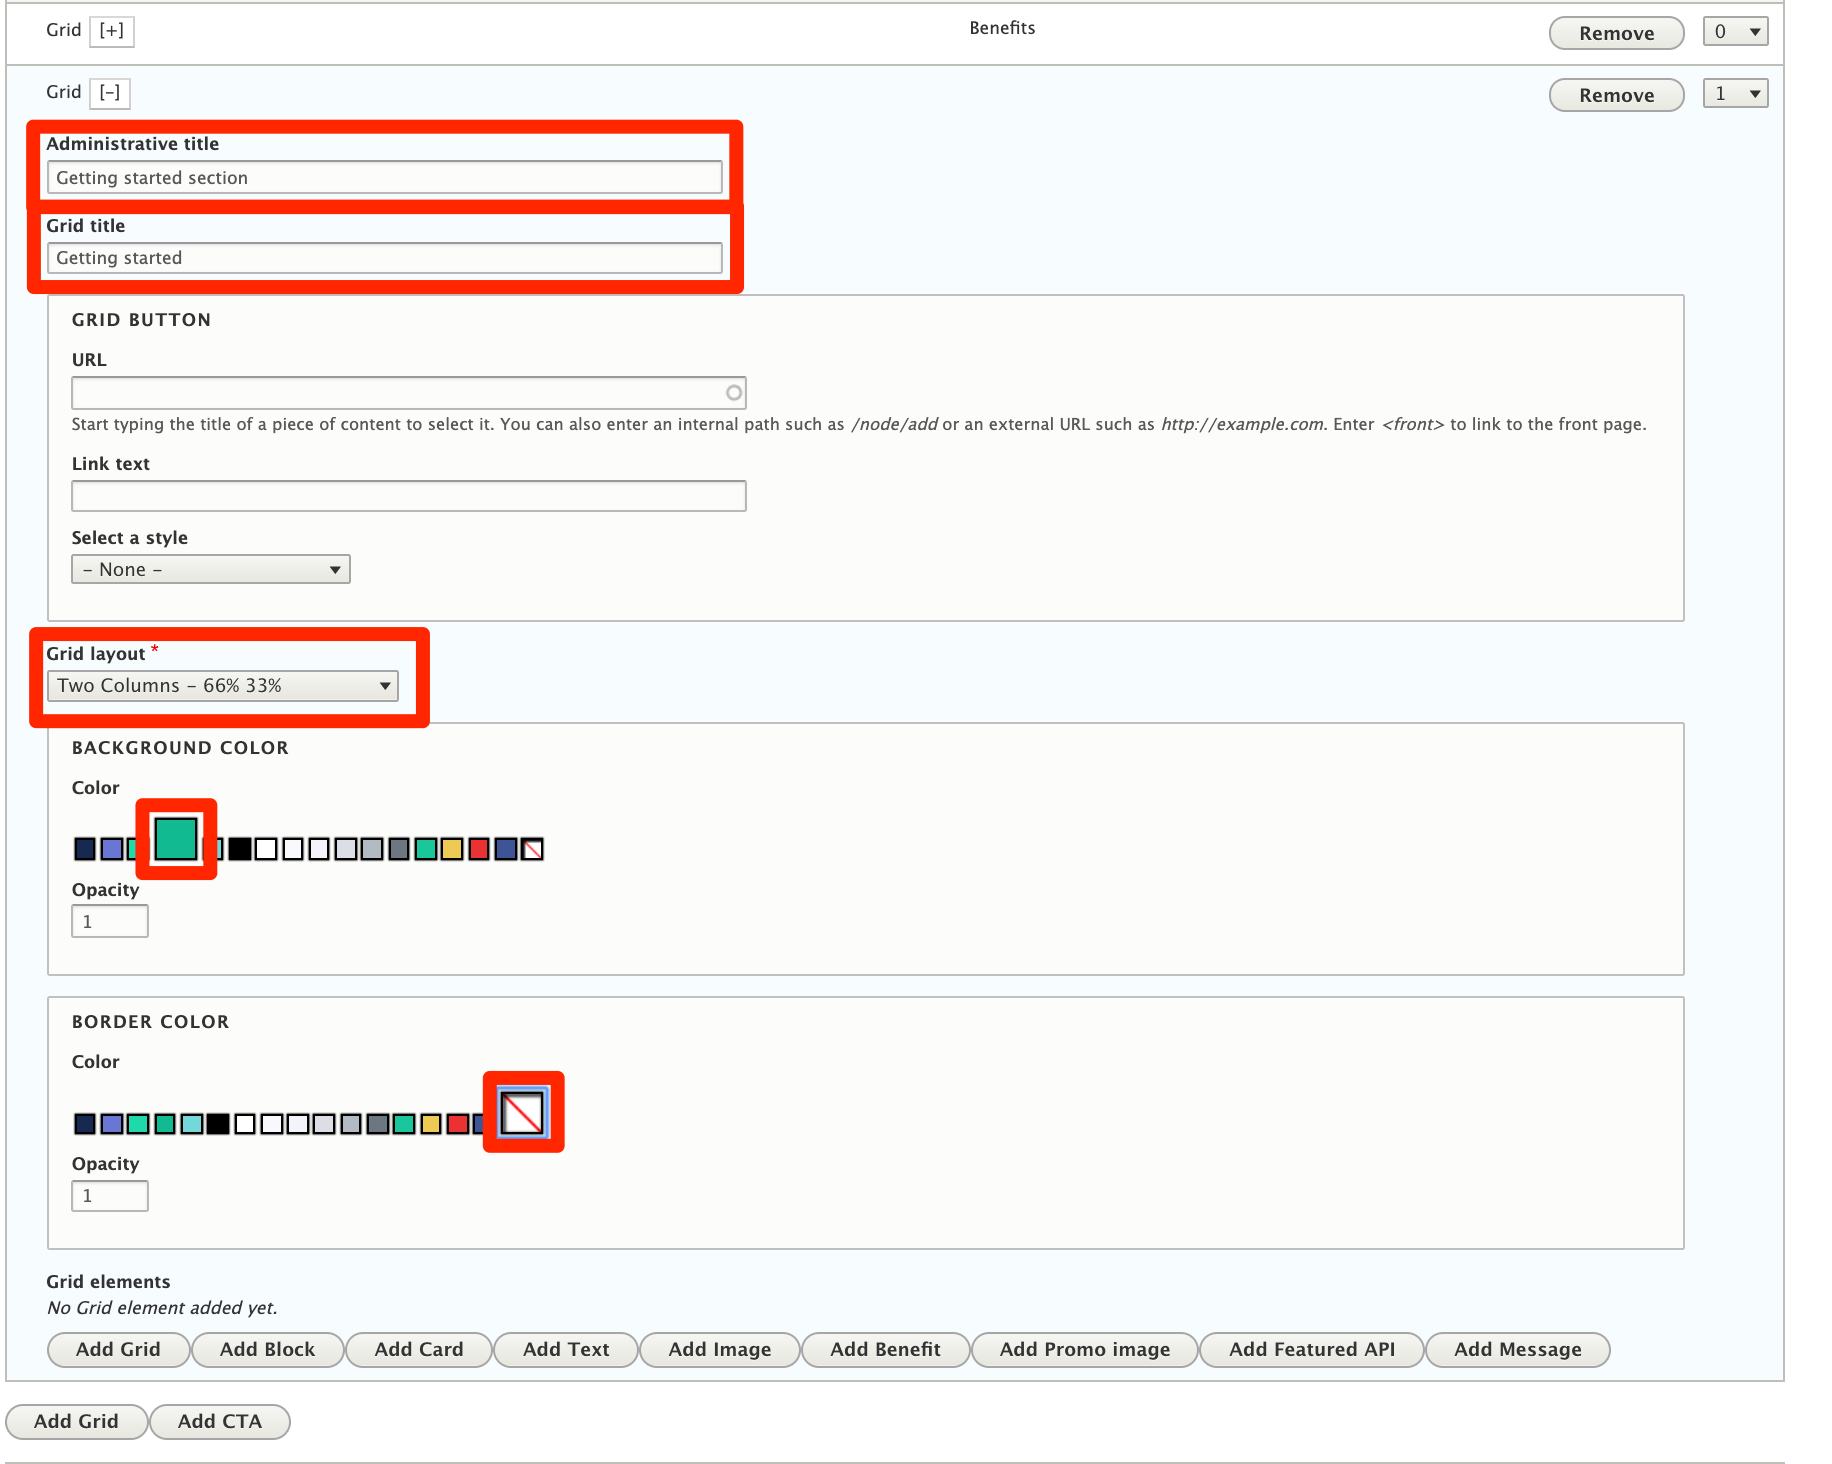 Grid [+] Benefits Remove 0
Grid [–] Remove 1
Administrative title
Getting started section
Grid title
Getting started
GRID BUTTON
URL
Start typing the title of a piece of content to select it. You can also enter an internal path such as /node/add or an external URL such as http://example.com. Enter <front> to link to the front page.
Link text
Select a style
– None –
Grid layout *
Two Columns – 66% 33%
BACKGROUND COLOR
Color
Opacity
1
BORDER COLOR
Color
Opacity
1
Grid elements
No Grid element added yet.
Add Grid Add Block Add Card Add Text Add Image Add Benefit Add Promo image Add Featured API Add Message
Add Grid Add CTA